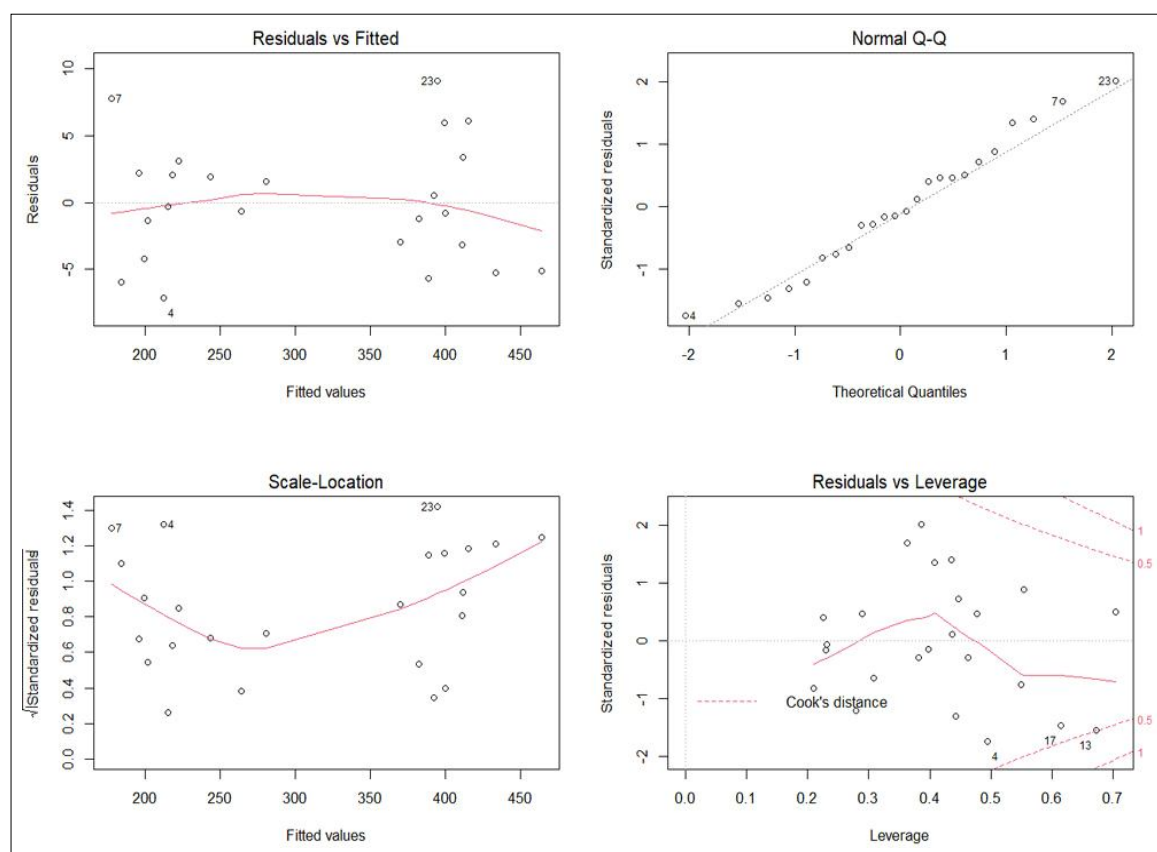 Residuals vs Fitted
Residuals
10
5
0
-5
7
23
4
200 250 300 350 400 450
Fitted values
Normal Q-Q
Standardized residuals
2
1
0
-1
4
7
23
-2 -1 0 1 2
Theoretical Quantiles
Scale-Location
√|Standardized residuals|
1.4
1.2
1.0
0.8
0.6
0.4
0.2
0.0
7
4
23
200 250 300 350 400 450
Fitted values
Residuals vs Leverage
Standardized residuals
2
1
0
-1
-2
1
0.5
Cook's distance
0.5
1
4
17
13
0.0 0.1 0.2 0.3 0.4 0.5 0.6 0.7
Leverage